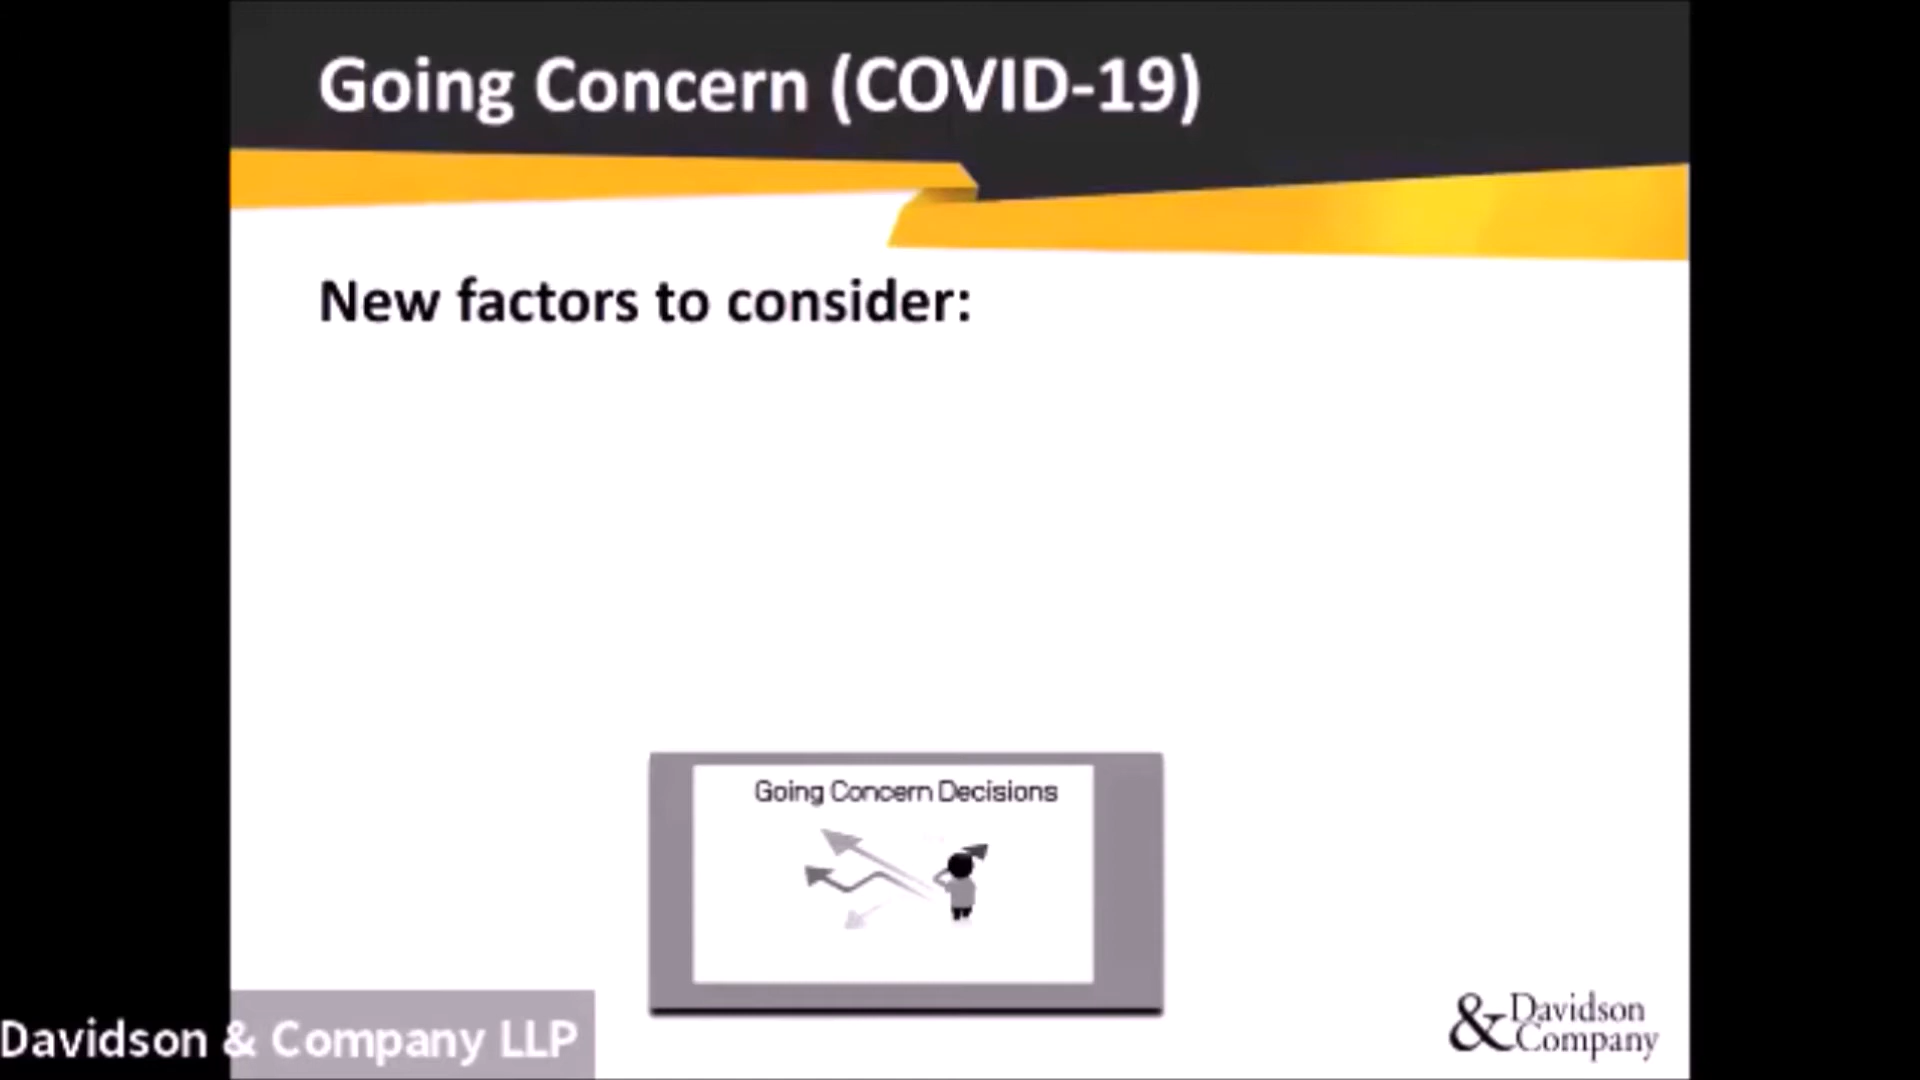 Going Concern (COVID-19)
New factors to consider:
Going Concern Decisions
Davidson & Company LLP
& Davidson
Company